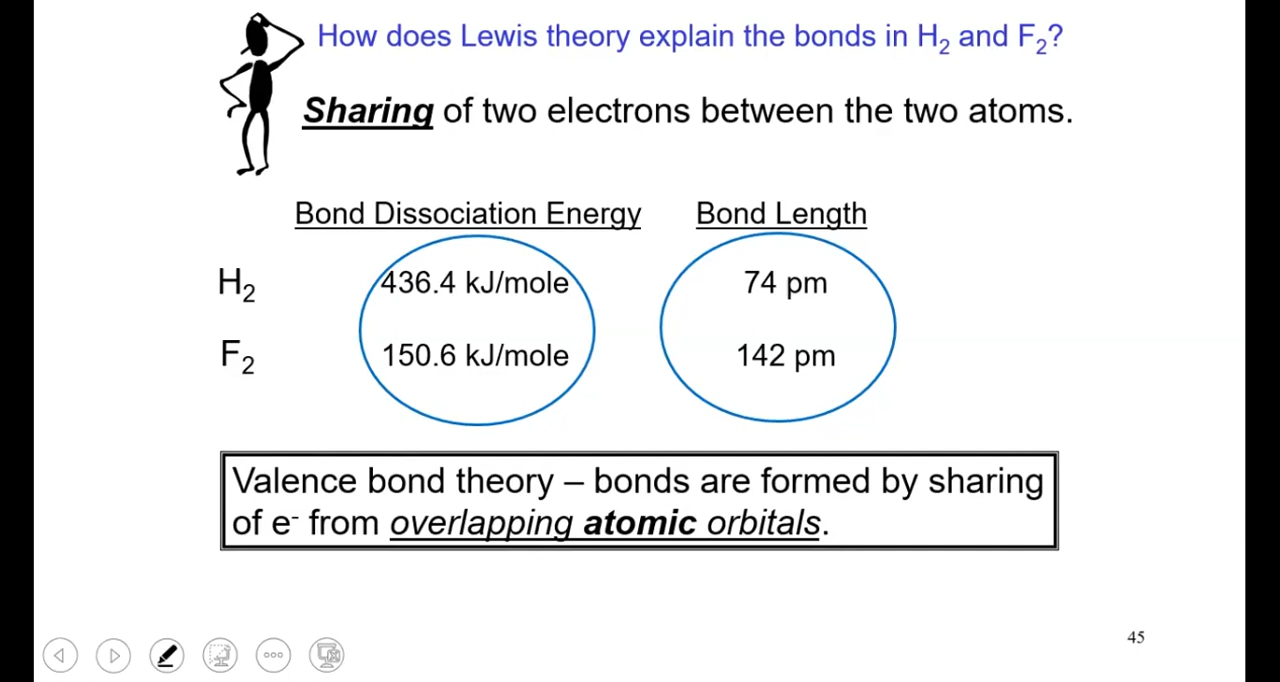 How does Lewis theory explain the bonds in H₂ and F₂?
Sharing of two electrons between the two atoms.
Bond Dissociation Energy Bond Length
H₂ 436.4 kJ/mole 74 pm
F₂ 150.6 kJ/mole 142 pm
Valence bond theory – bonds are formed by sharing
of e⁻ from overlapping atomic orbitals.
45